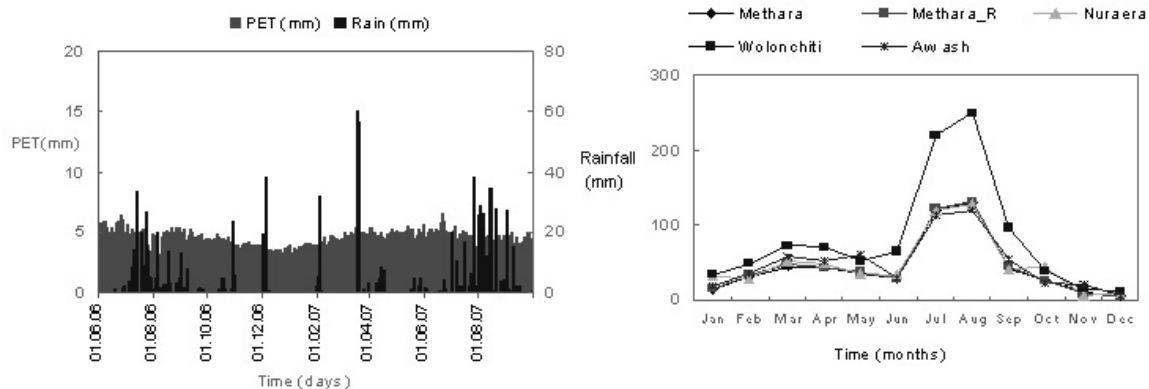 PET (mm) Rain (mm)
20
15
10
5
0
PET(mm)
80
60
40
20
0
01.06.06
01.08.06
01.10.06
01.12.06
01.02.07
01.04.07
01.06.07
01.08.07
Time (days)
Methara Methara_R Nuraera
Wolonchiti Awash
Rainfall
(mm)
300
200
100
0
Jan Feb Mar Apr May Jun Jul Aug Sep Oct Nov Dec
Time (months)